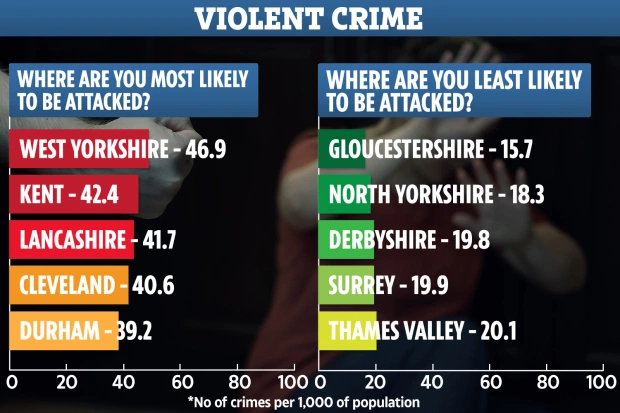 VIOLENT CRIME
WHERE ARE YOU MOST LIKELY
TO BE ATTACKED?
WEST YORKSHIRE - 46.9
KENT - 42.4
LANCASHIRE - 41.7
CLEVELAND - 40.6
DURHAM - 39.2
0 20 40 60 80 100
WHERE ARE YOU LEAST LIKELY
TO BE ATTACKED?
GLOUCESTERSHIRE - 15.7
NORTH YORKSHIRE - 18.3
DERBYSHIRE - 19.8
SURREY - 19.9
THAMES VALLEY - 20.1
0 20 40 60 80 100
*No of crimes per 1,000 of population